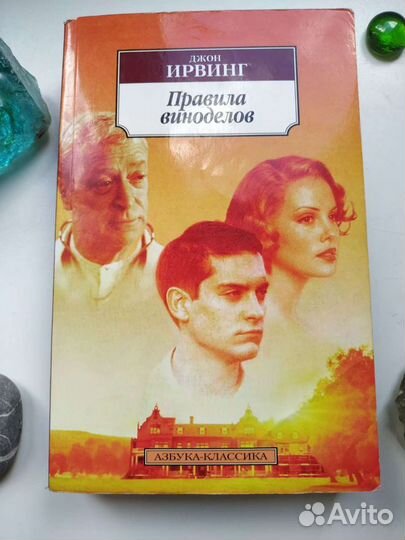 ДЖОН
ИРВИНГ
Правила
виноделов
АЗБУКА-КЛАССИКА
Avito